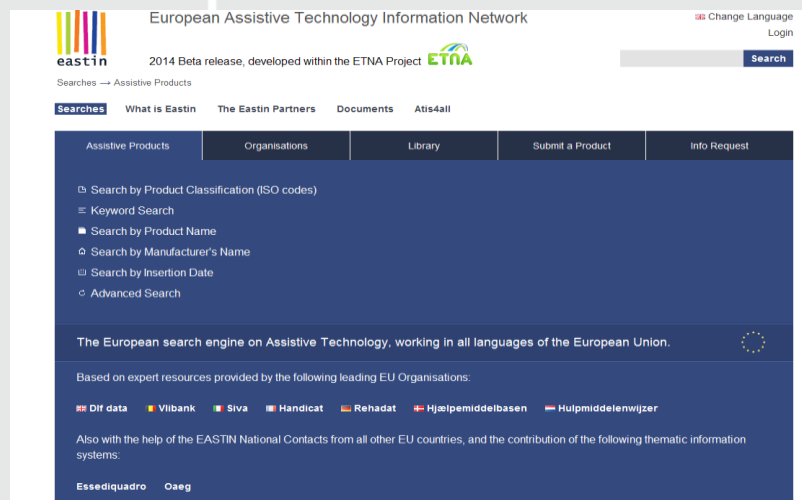 European Assistive Technology Information Network
Change Language
Login
eastin
2014 Beta release, developed within the ETNA Project ETNA
Search
Searches → Assistive Products
Searches What is Eastin The Eastin Partners Documents Atis4all
Assistive Products Organisations Library Submit a Product Info Request
Search by Product Classification (ISO codes)
Keyword Search
Search by Product Name
Search by Manufacturer's Name
Search by Insertion Date
Advanced Search
The European search engine on Assistive Technology, working in all languages of the European Union.
Based on expert resources provided by the following leading EU Organisations:
Dlf data Vlibank Siva Handicat Rehadat Hjælpemiddelbasen Hulpmiddelenwijzer
Also with the help of the EASTIN National Contacts from all other EU countries, and the contribution of the following thematic information
systems:
Essediquadro Oaeg